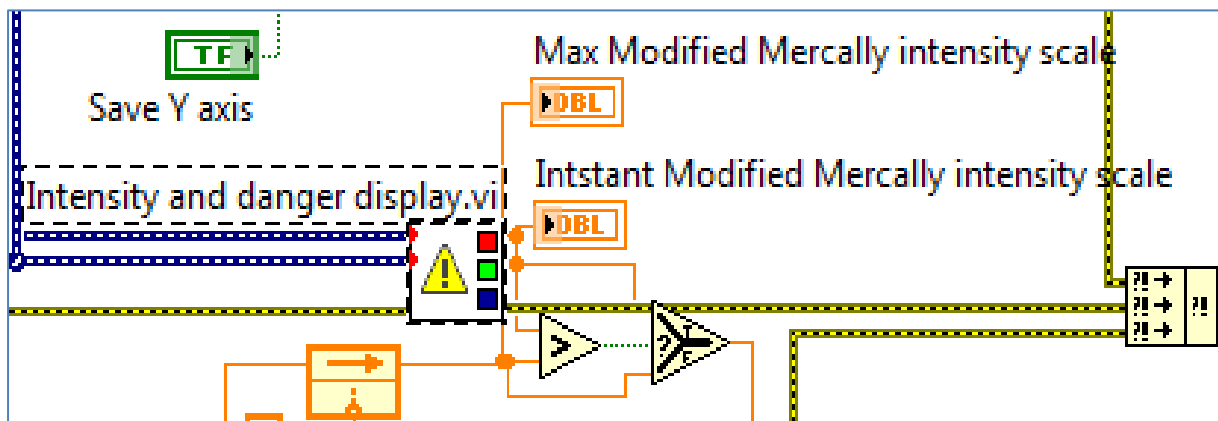 TF
Max Modified Mercally intensity scale
DBL
Save Y axis
Intstant Modified Mercally intensity scale
Intensity and danger display.vi
DBL
!
?! ?!
?!
?!
>
? T F